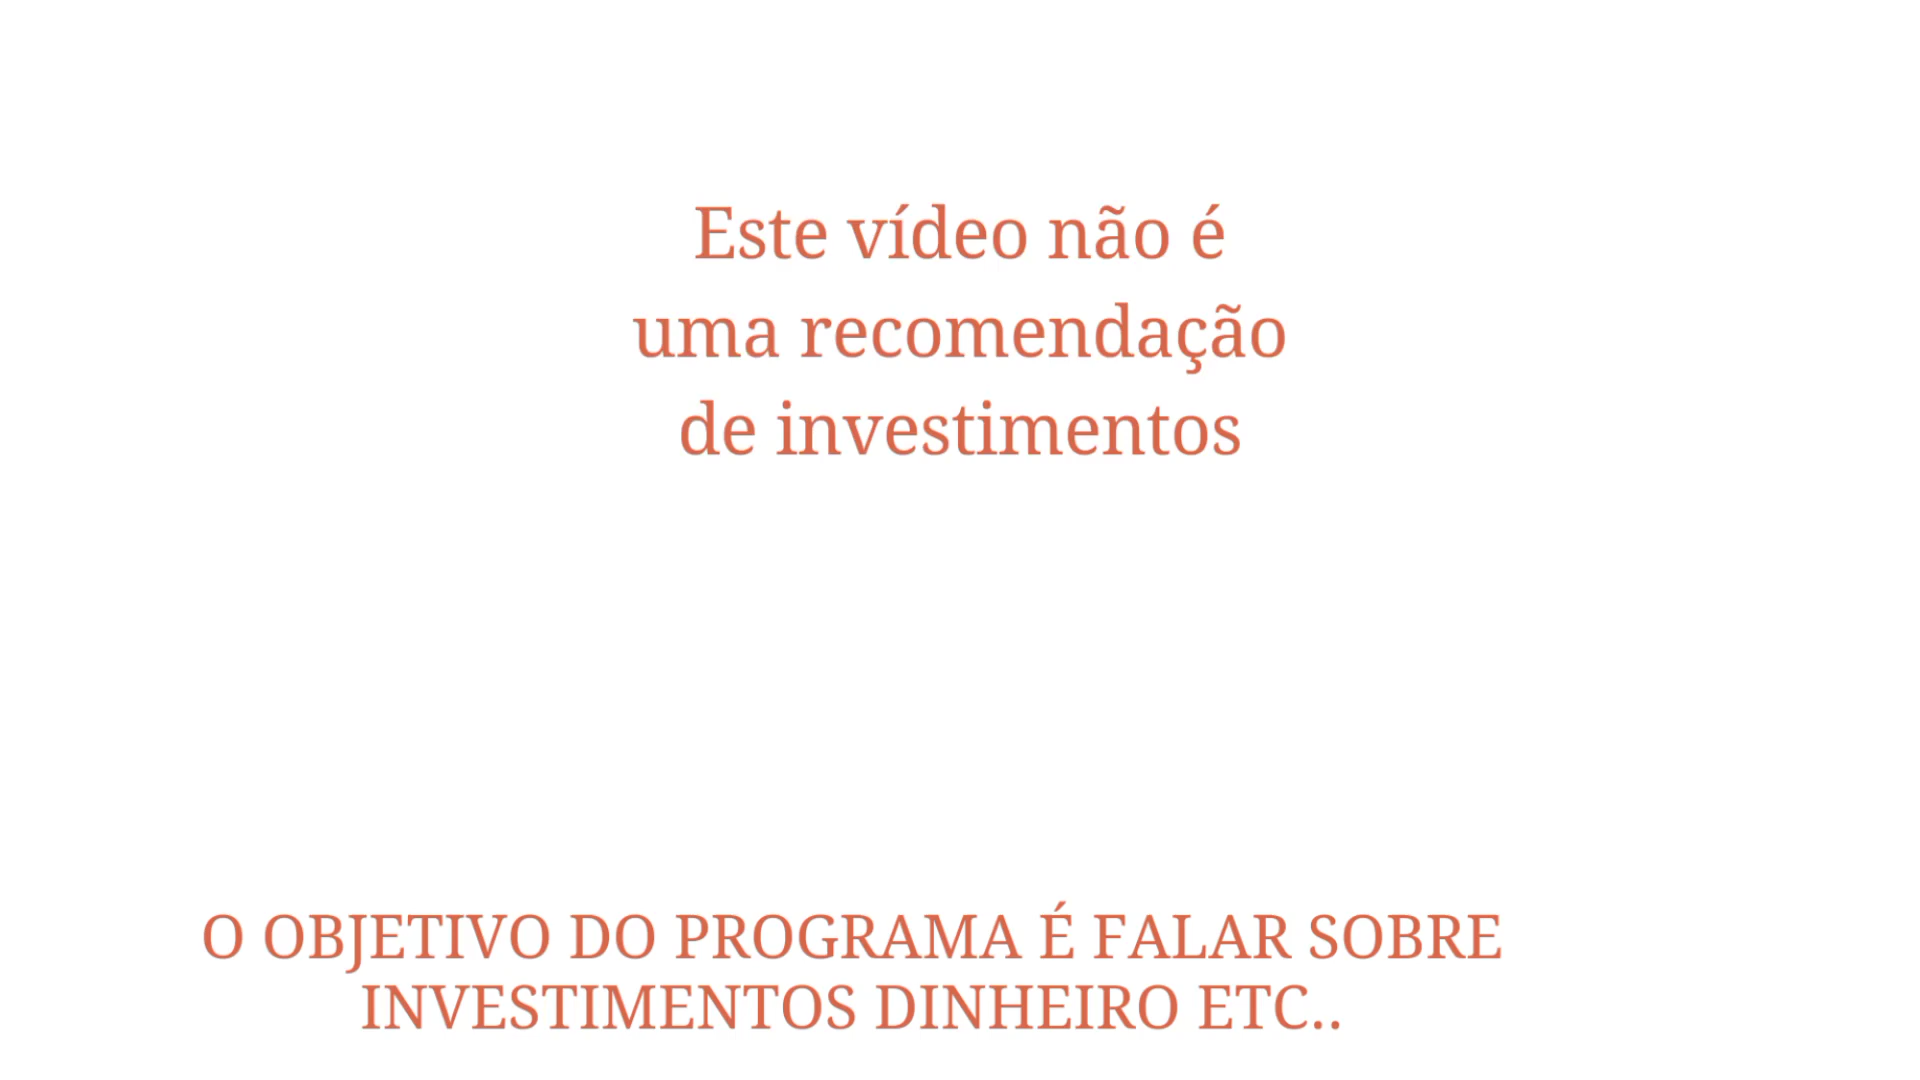 Este vídeo não é
uma recomendação
de investimentos
O OBJETIVO DO PROGRAMA É FALAR SOBRE
INVESTIMENTOS DINHEIRO ETC..